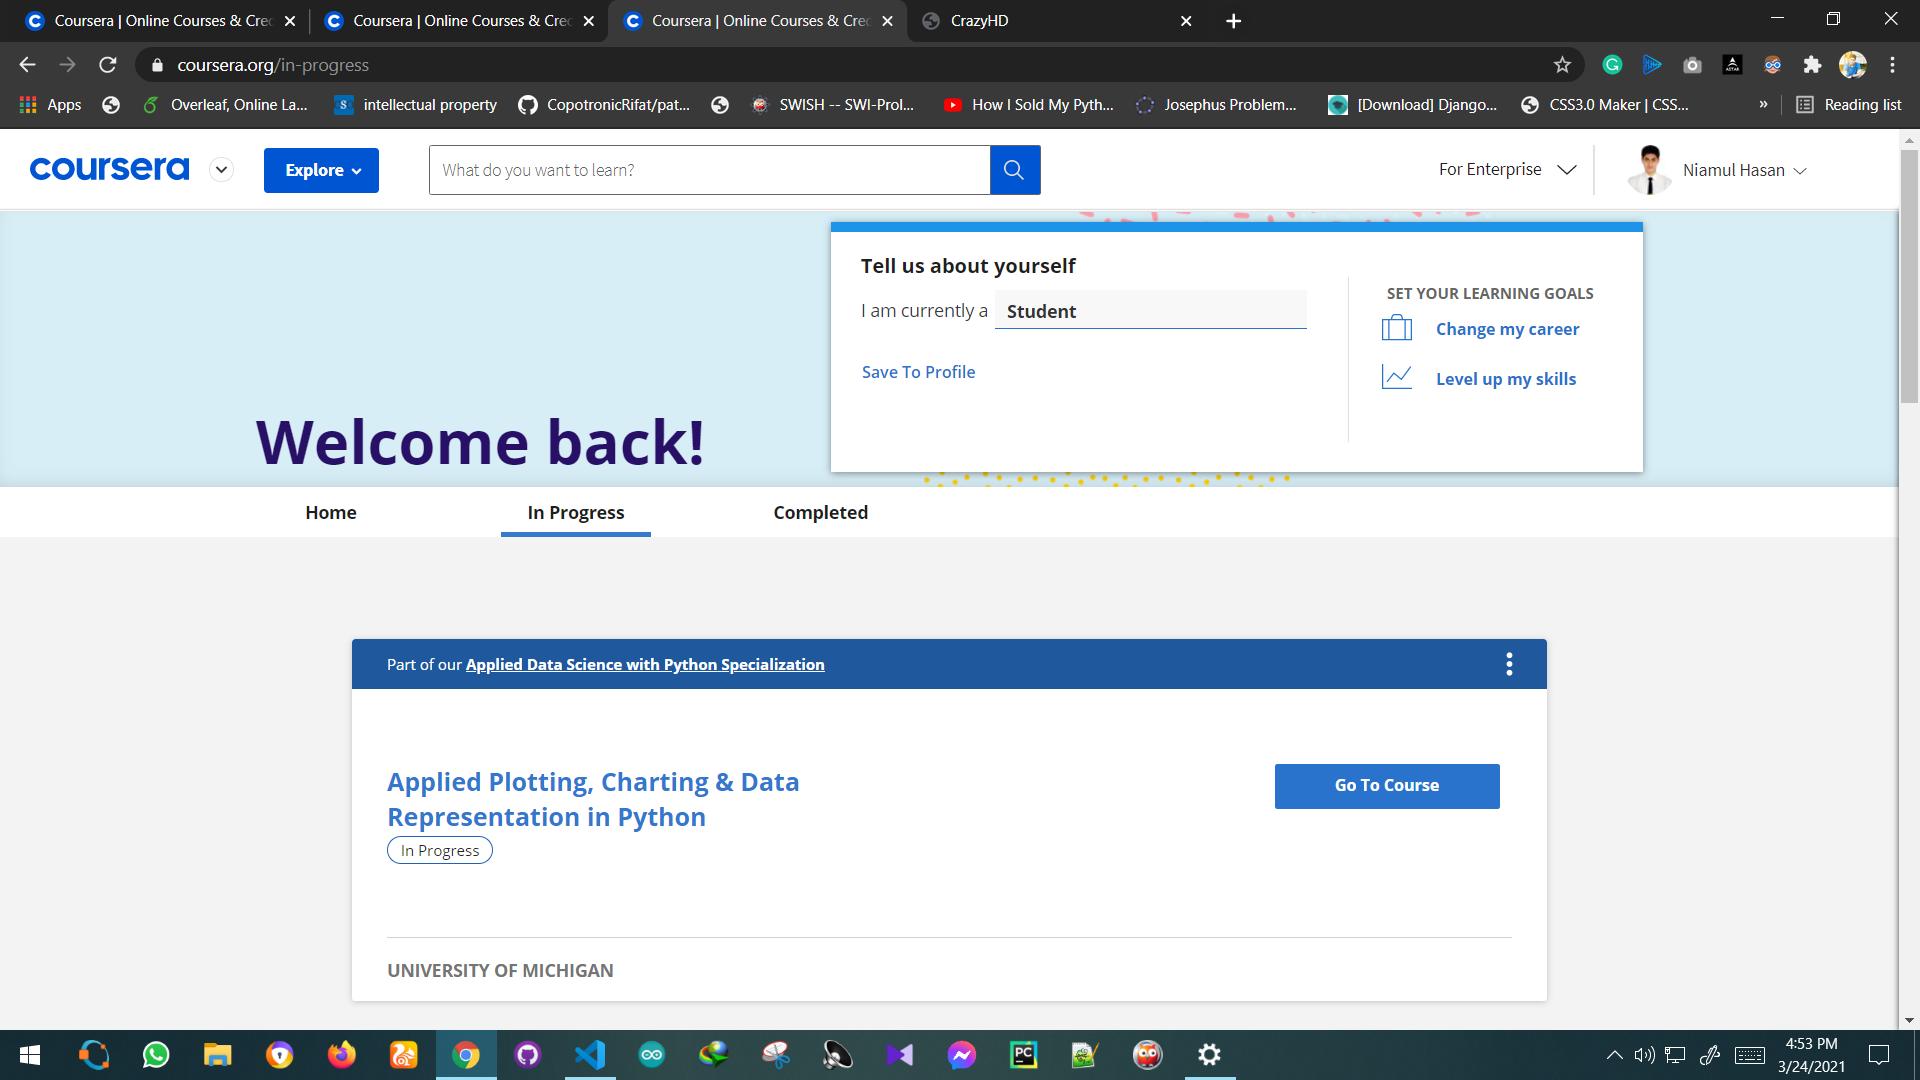 Coursera | Online Courses & Cred
Coursera | Online Courses & Cred
Coursera | Online Courses & Cred
CrazyHD
coursera.org/in-progress
Apps
Overleaf, Online La...
intellectual property
CopotronicRifat/pat...
SWISH -- SWI-Prol...
How I Sold My Pyth...
Josephus Problem...
[Download] Django...
CSS3.0 Maker | CSS...
»
Reading list
coursera
Explore
What do you want to learn?
For Enterprise
Niamul Hasan
Tell us about yourself
I am currently a Student
Save To Profile
SET YOUR LEARNING GOALS
Change my career
Level up my skills
Welcome back!
Home
In Progress
Completed
Part of our Applied Data Science with Python Specialization
Applied Plotting, Charting & Data
Representation in Python
In Progress
Go To Course
UNIVERSITY OF MICHIGAN
4:53 PM
3/24/2021